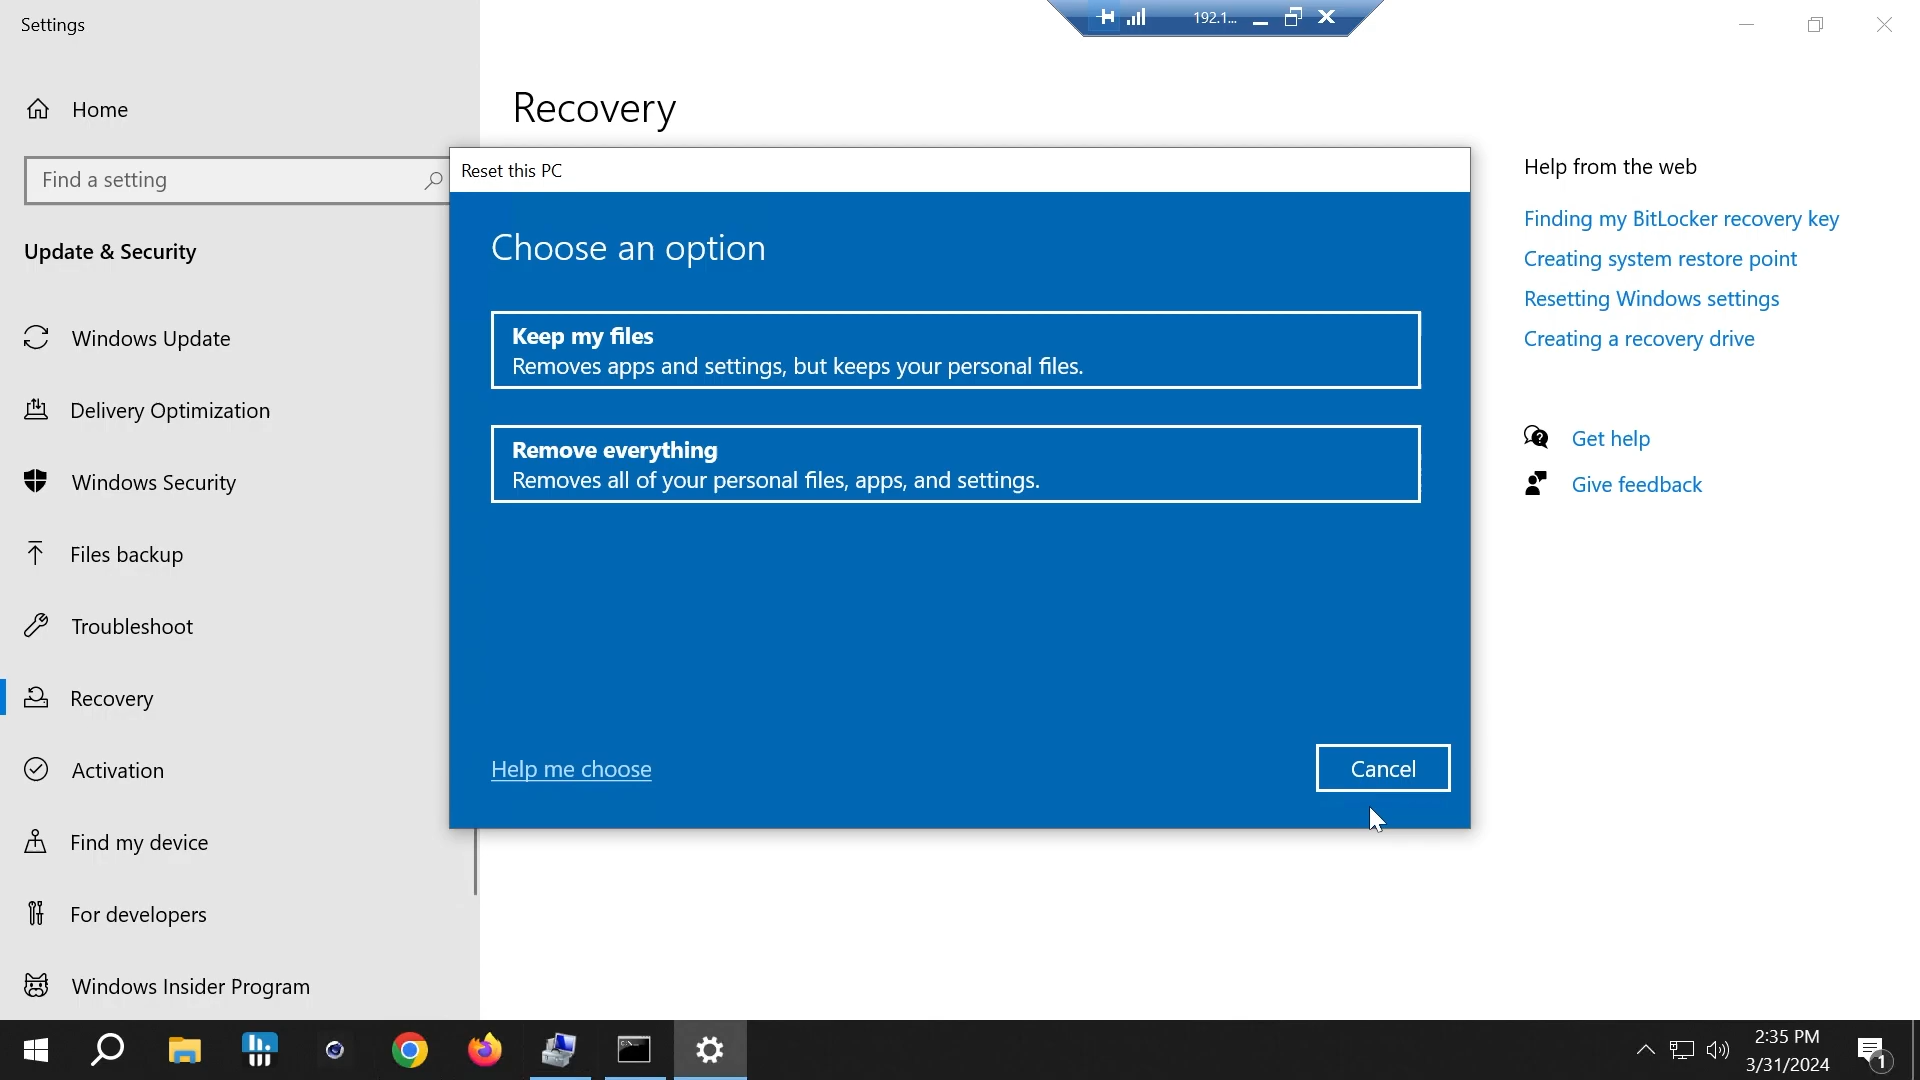 Settings
192.1...
Home
Find a setting
Update & Security
Windows Update
Delivery Optimization
Windows Security
Files backup
Troubleshoot
Recovery
Activation
Find my device
For developers
Windows Insider Program
Recovery
Reset this PC
Choose an option
Keep my files
Removes apps and settings, but keeps your personal files.
Remove everything
Removes all of your personal files, apps, and settings.
Help me choose
Cancel
Help from the web
Finding my BitLocker recovery key
Creating system restore point
Resetting Windows settings
Creating a recovery drive
Get help
Give feedback
2:35 PM
3/31/2024
1